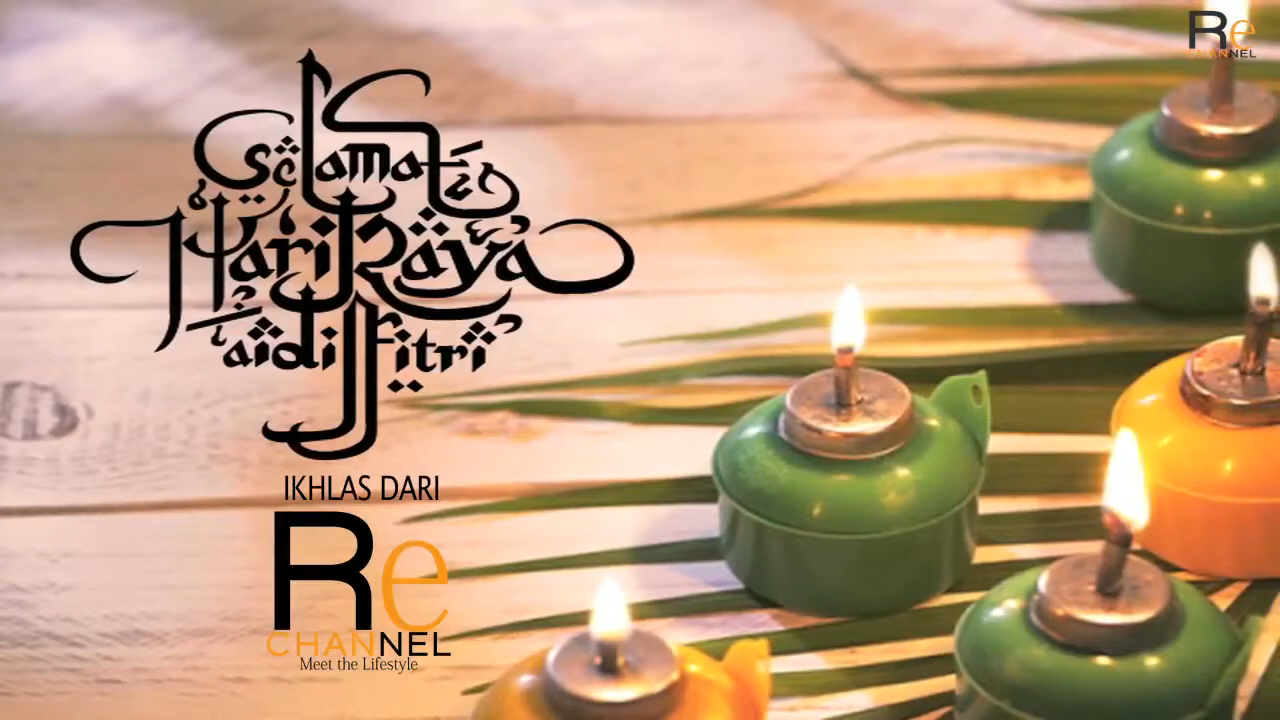 Selamat
Hari Raya
aidilfitri
IKHLAS DARI
Re
CHANNEL
Meet the Lifestyle
Re
CHANNEL